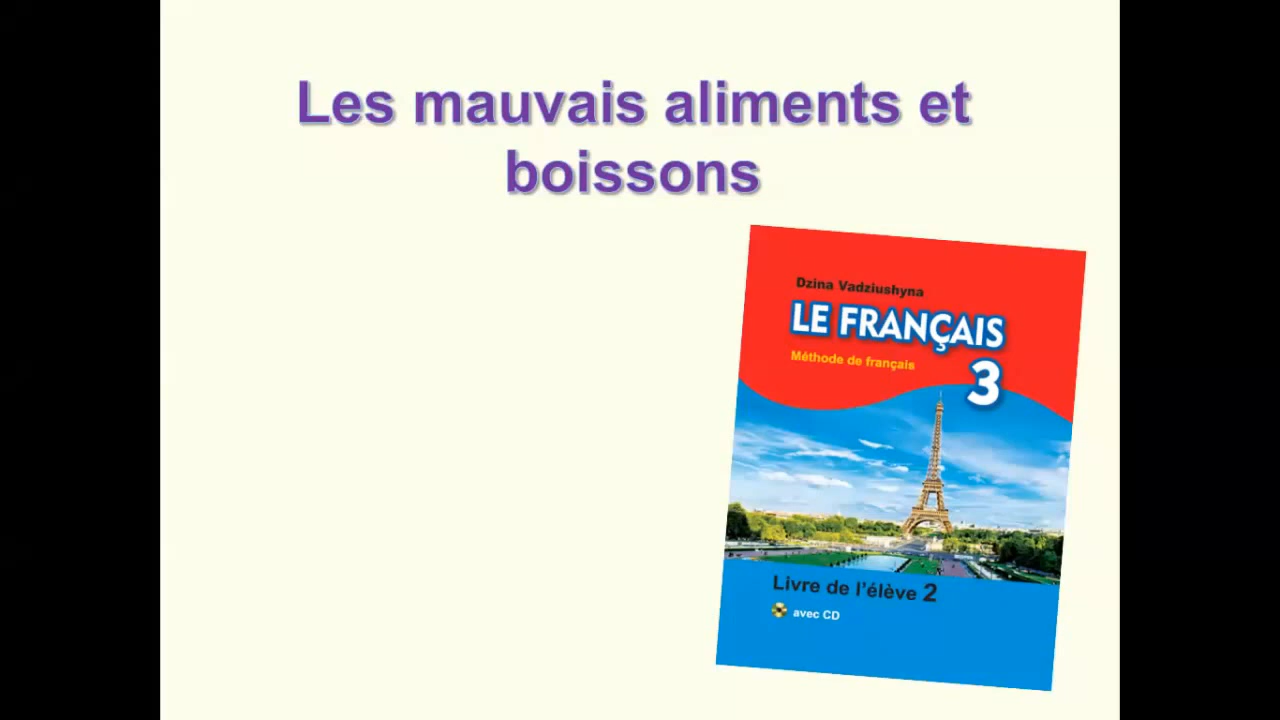 Les mauvais aliments et
boissons
Dzina Vadziushyna
LE FRANÇAIS
3
Méthode de français
Livre de l'élève 2
avec CD